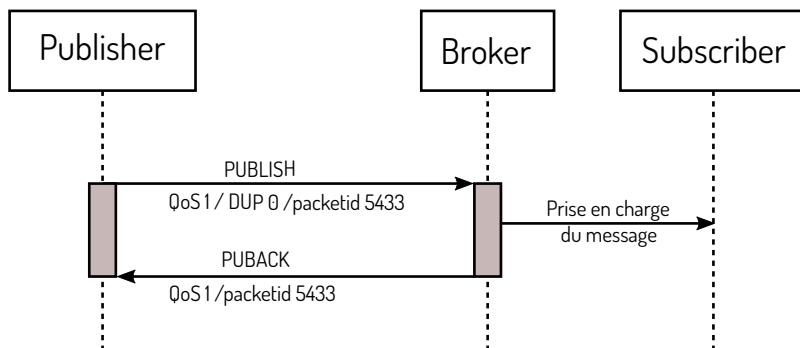 Publisher
Broker
Subscriber
PUBLISH
QoS 1 / DUP 0 /packetid 5433
Prise en charge
du message
PUBACK
QoS 1 /packetid 5433